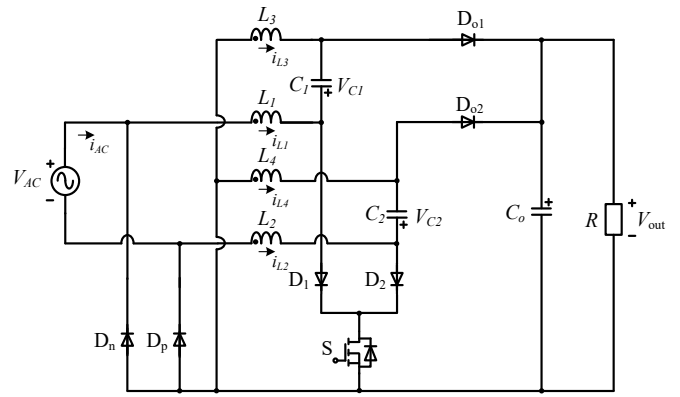 L3
Do1
iL3
C1
VC1
L1
Do2
iAC
iL1
L4
VAC
iL4
C2
VC2
Co
R
Vout
L2
iL2
D1
D2
Dn
Dp
S